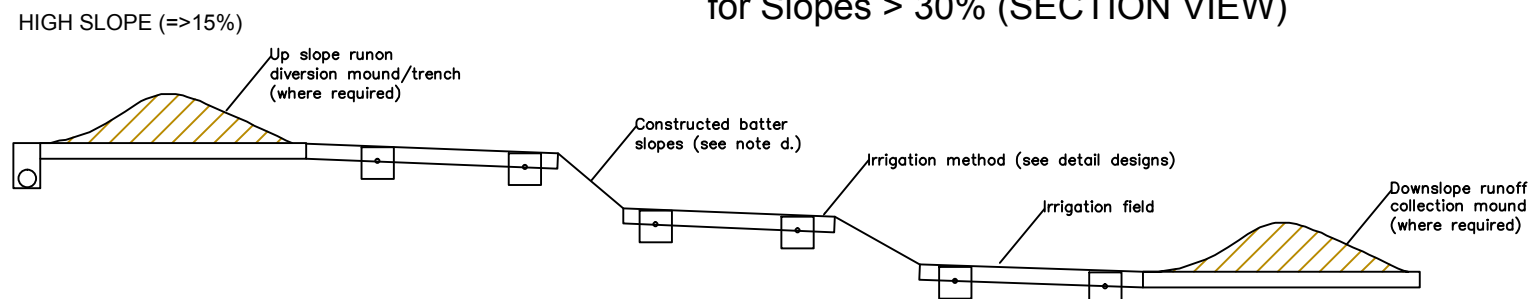 for Slopes > 30% (SECTION VIEW)
HIGH SLOPE (=>15%)
Up slope runon
diversion mound/trench
(where required)
Constructed batter
slopes (see note d.)
Irrigation method (see detail designs)
Irrigation field
Downslope runoff
collection mound
(where required)